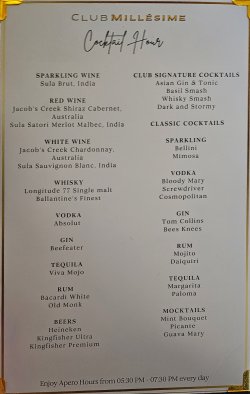 CLUB MILLÉSIME
Cocktail Hour
SPARKLING WINE
Sula Brut, India
RED WINE
Jacob's Creek Shiraz Cabernet,
Australia
Sula Satori Merlot Malbec, India
WHITE WINE
Jacob's Creek Chardonnay,
Australia
Sula Sauvignon Blanc, India
WHISKY
Longitude 77 Single malt
Ballantine's Finest
VODKA
Absolut
GIN
Beefeater
TEQUILA
Viva Mojo
RUM
Bacardi White
Old Monk
BEERS
Heineken
Kingfisher Ultra
Kingfisher Premium
CLUB SIGNATURE COCKTAILS
Asian Gin & Tonic
Basil Smash
Whisky Smash
Dark and Stormy
CLASSIC COCKTAILS
SPARKLING
Bellini
Mimosa
VODKA
Bloody Mary
Screwdriver
Cosmopolitan
GIN
Tom Collins
Bees Knees
RUM
Mojito
Daiquiri
TEQUILA
Margarita
Paloma
MOCKTAILS
Mint Bouquet
Picante
Guava Mary
Enjoy Apero Hours from 05:30 PM - 07:30 PM every day